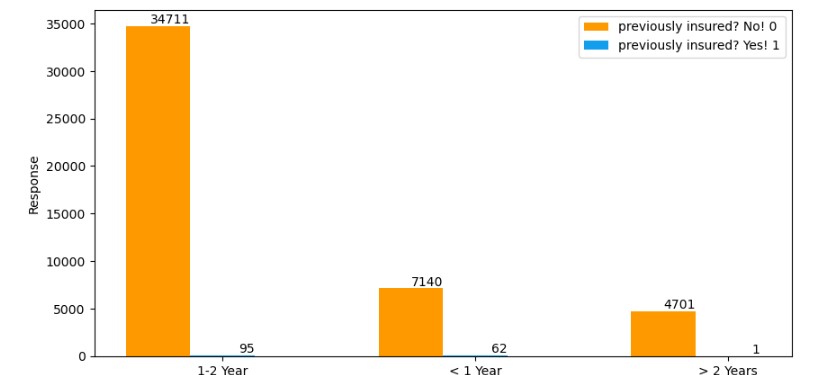 34711
35000
previously insured? No! 0
previously insured? Yes! 1
30000
25000
20000
Response
15000
10000
7140
5000
4701
95
62
1
0
1-2 Year
< 1 Year
> 2 Years